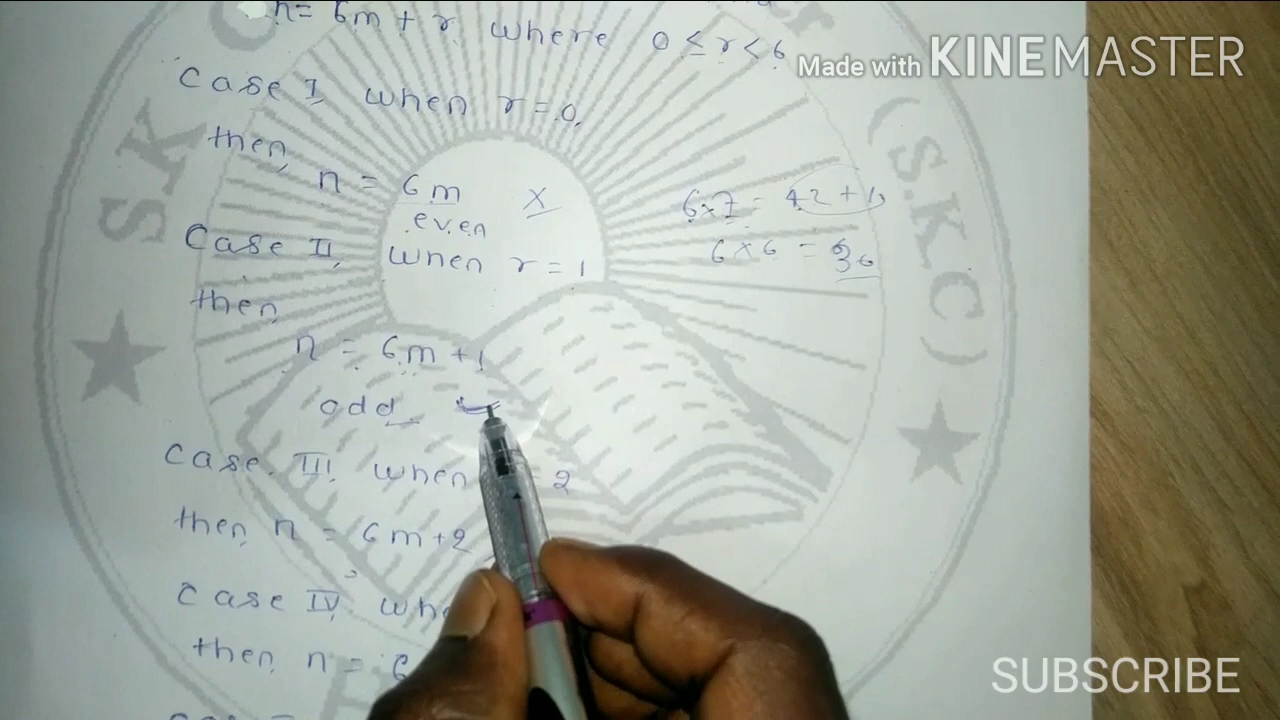 n = 6m + r where 0 ≤ r < 6
Made with KINEMASTER
Case I, when r = 0,
then,
n = 6m X
even
6×7 = 42 + 1,
6×6 = 36
Case II, when r = 1
then,
n = 6m + 1
odd
Case III, when = 2
then, n = 6m+2
Case IV,
then, n = 6
S.K
(S.K.C)
SUBSCRIBE